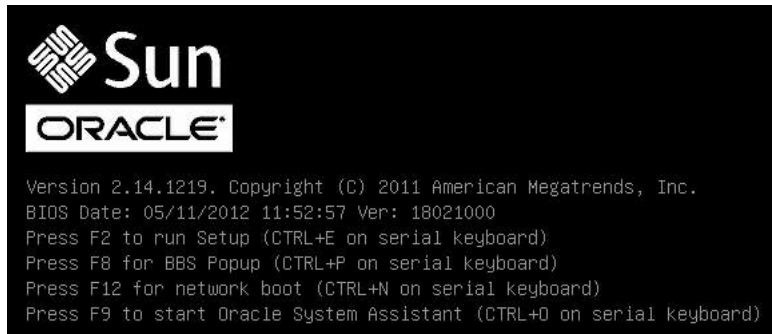 Sun
ORACLE
Version 2.14.1219. Copyright (C) 2011 American Megatrends, Inc.
BIOS Date: 05/11/2012 11:52:57 Ver: 18021000
Press F2 to run Setup (CTRL+E on serial keyboard)
Press F8 for BBS Popup (CTRL+P on serial keyboard)
Press F12 for network boot (CTRL+N on serial keyboard)
Press F9 to start Oracle System Assistant (CTRL+O on serial keyboard)